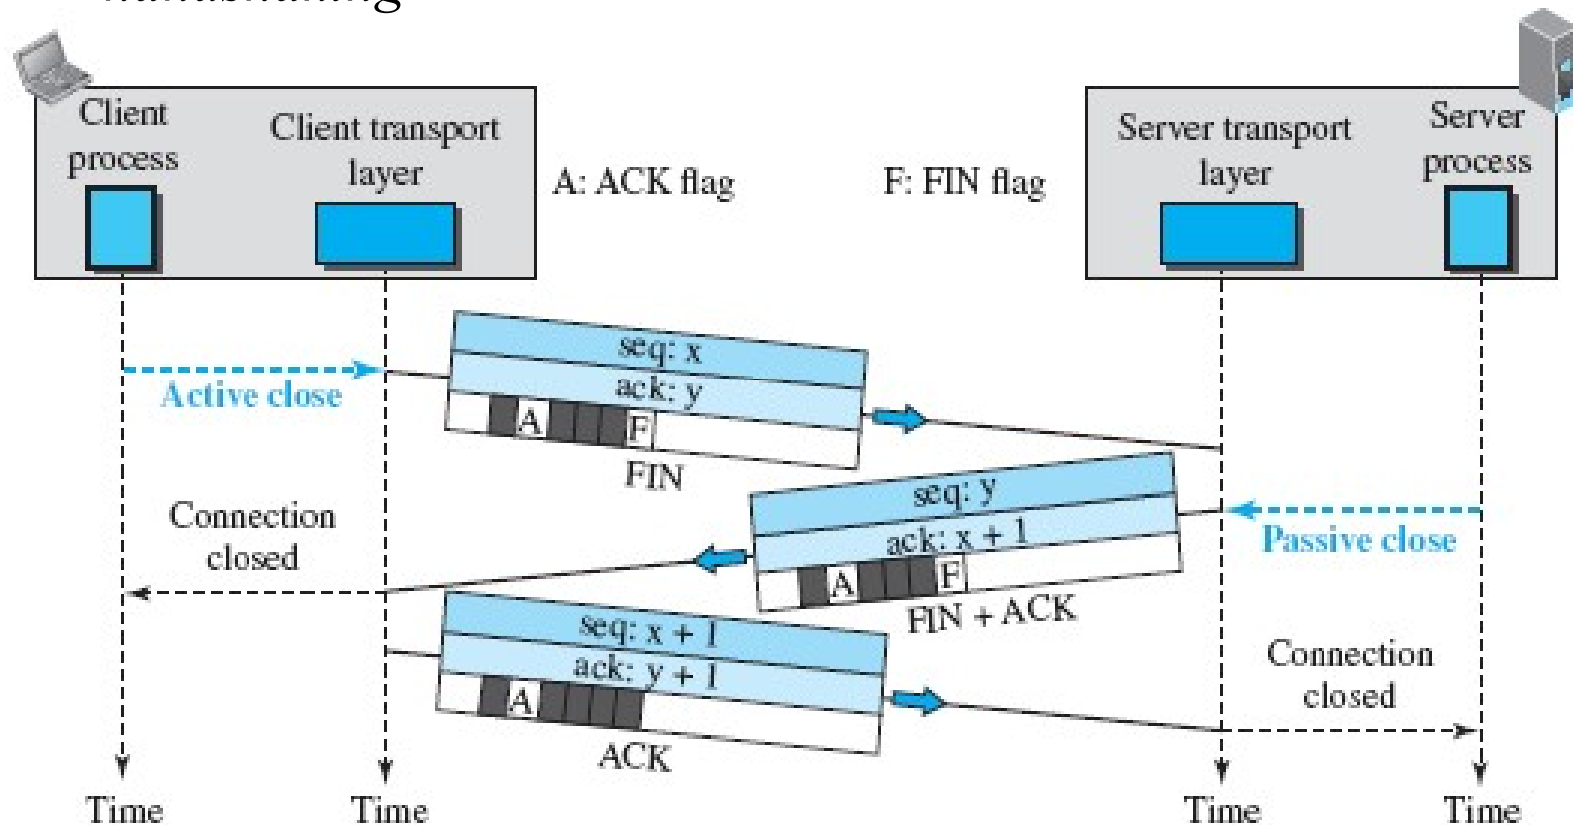 Client
process
Client transport
layer
A: ACK flag
F: FIN flag
Server transport
layer
Server
process
seq: x
ack: y
A
F
FIN
Active close
seq: y
ack: x + 1
A
F
FIN + ACK
Passive close
Connection
closed
seq: x + 1
ack: y + 1
A
ACK
Connection
closed
Time
Time
Time
Time